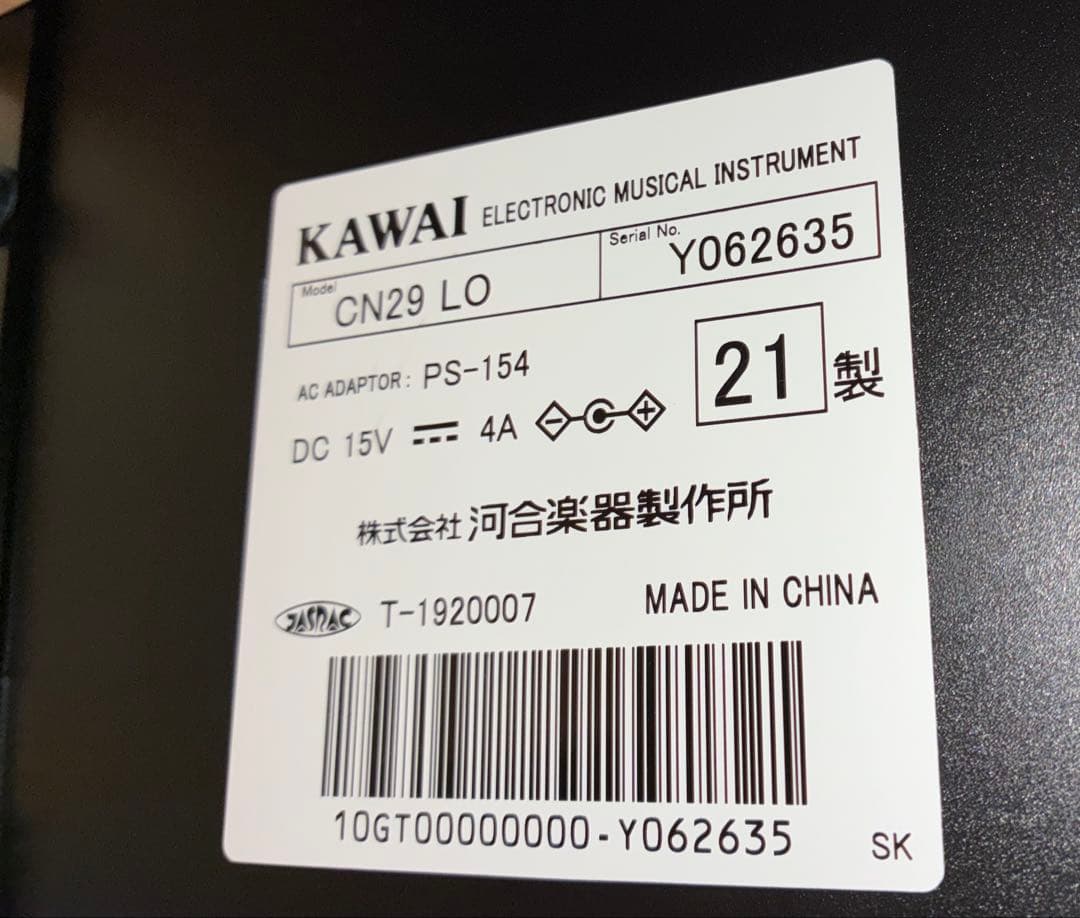 KAWAI ELECTRONIC MUSICAL INSTRUMENT
Model CN29 LO Serial No. Y062635
AC ADAPTOR: PS-154
21 製
DC 15V 4A
株式会社 河合楽器製作所
JASRAC T-1920007 MADE IN CHINA
10GT00000000-Y062635
SK